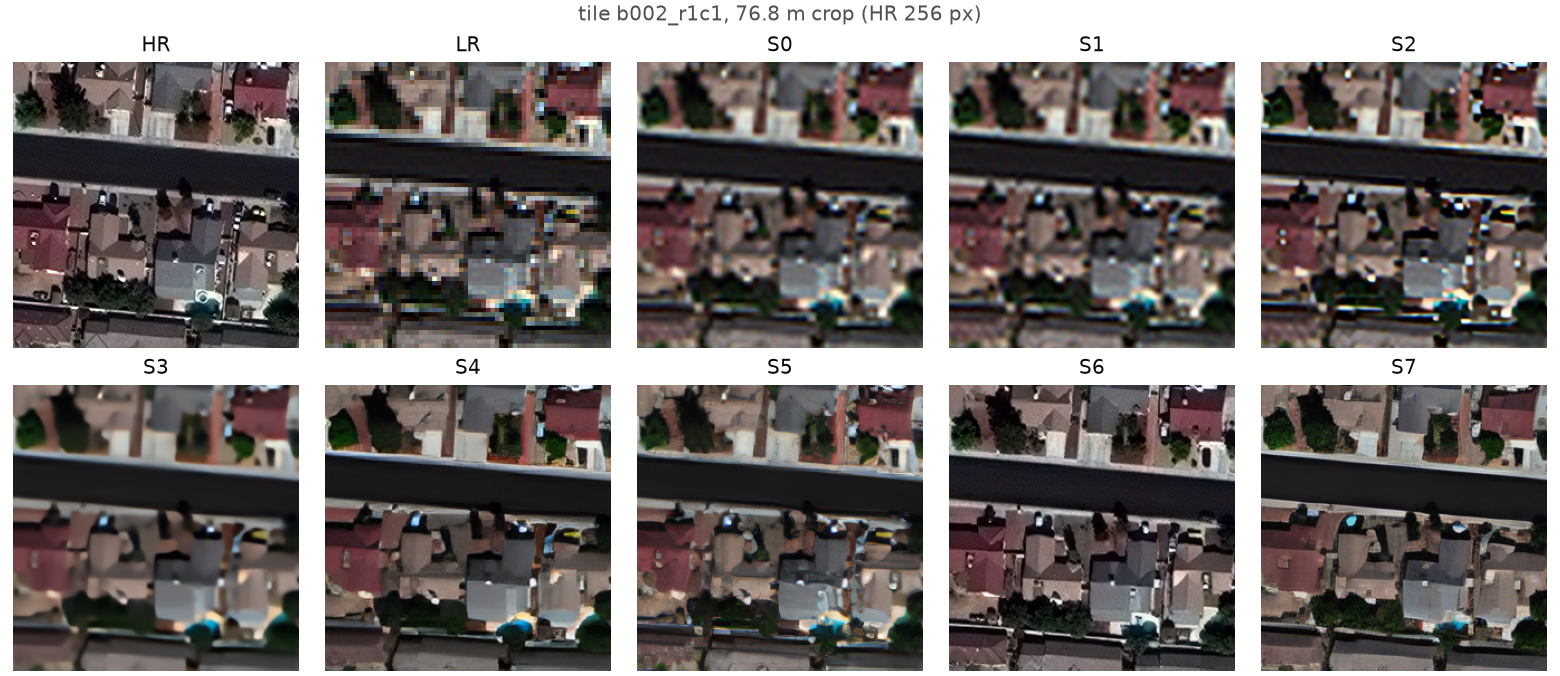 tile b002_r1c1, 76.8 m crop (HR 256 px)
HR
LR
S0
S1
S2
S3
S4
S5
S6
S7